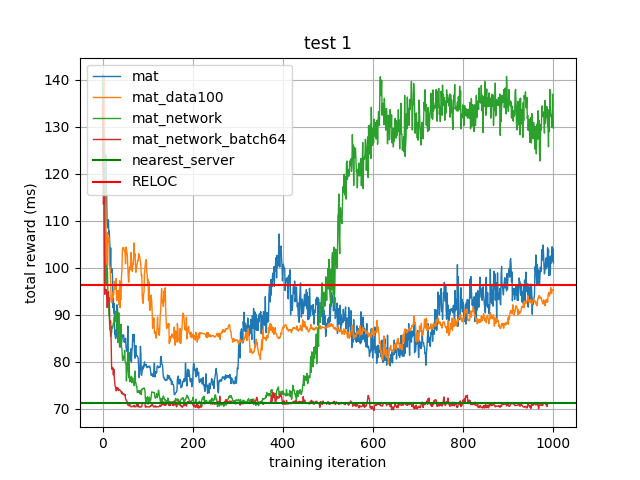 test 1
total reward (ms)
140
130
120
110
100
90
80
70
mat
mat_data100
mat_network
mat_network_batch64
nearest_server
RELOC
0
200
400
600
800
1000
training iteration